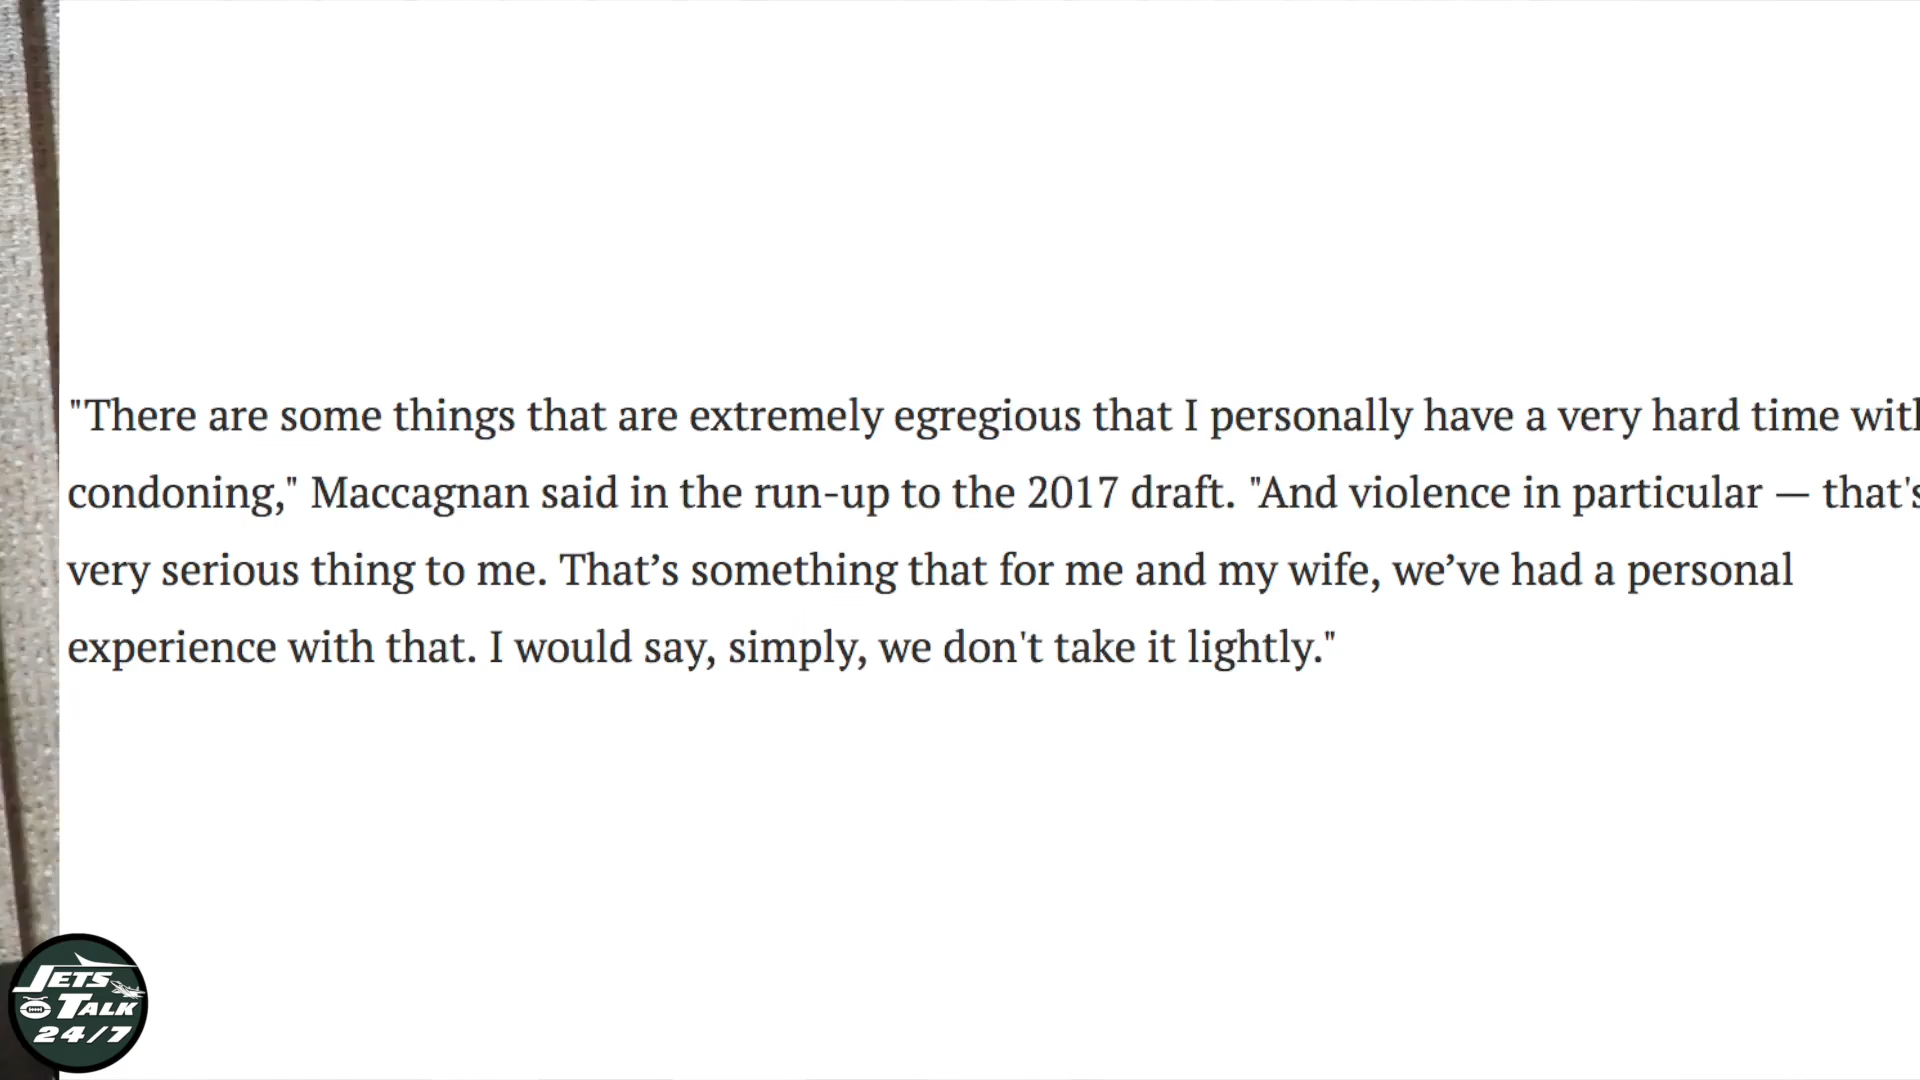 "There are some things that are extremely egregious that I personally have a very hard time with
condoning," Maccagnan said in the run-up to the 2017 draft. "And violence in particular — that's
very serious thing to me. That’s something that for me and my wife, we’ve had a personal
experience with that. I would say, simply, we don't take it lightly."
JETS
TALK
24/7